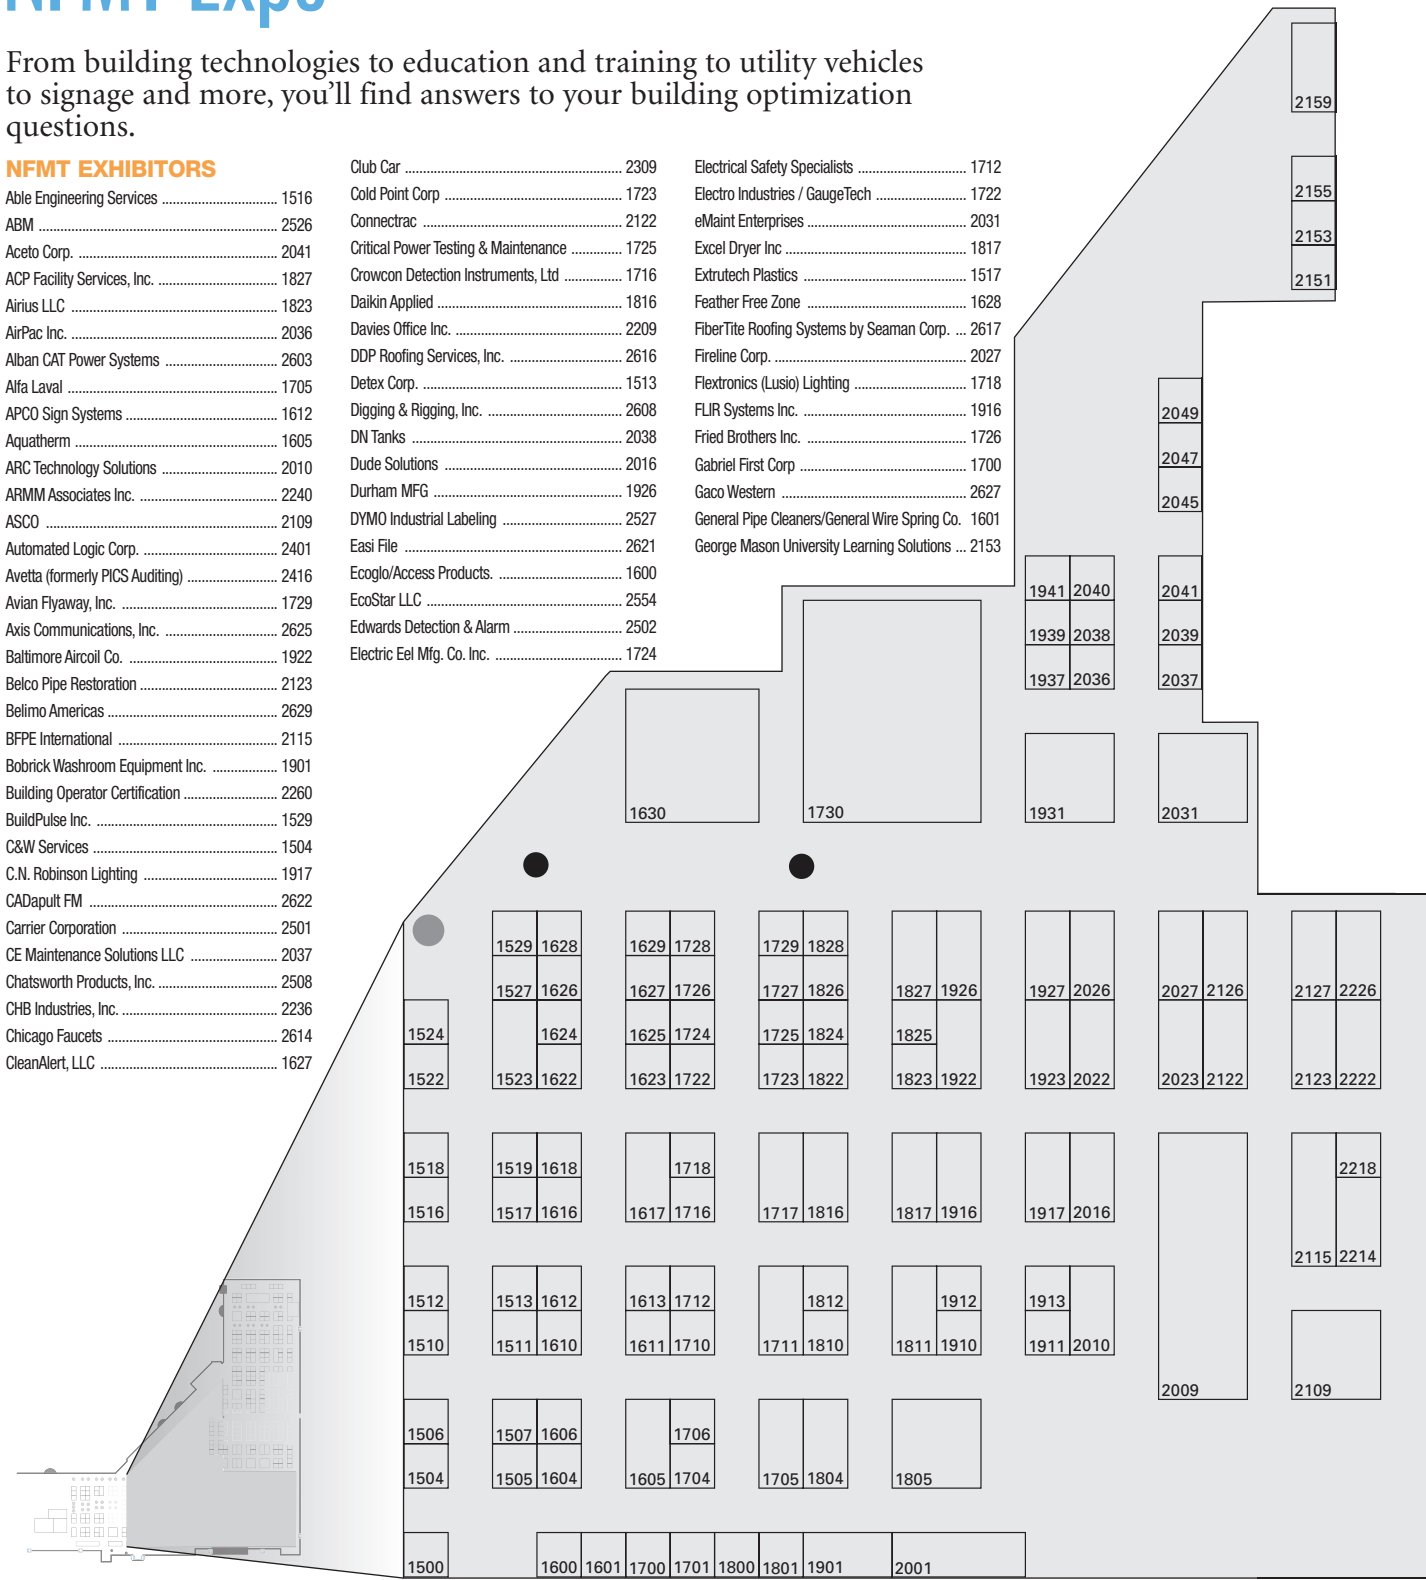 NFMT Expo
From building technologies to education and training to utility vehicles
to signage and more, you'll find answers to your building optimization
questions.
NFMT EXHIBITORS
Able Engineering Services ............................ 1516
ABM ............................ 2526
Aceto Corp. ............................ 2041
ACP Facility Services, Inc. ............................ 1827
Airius LLC ............................ 1823
AirPac Inc. ............................ 2036
Alban CAT Power Systems ............................ 2603
Alfa Laval ............................ 1705
APCO Sign Systems ............................ 1612
Aquatherm ............................ 1605
ARC Technology Solutions ............................ 2010
ARMM Associates Inc. ............................ 2240
ASCO ............................ 2109
Automated Logic Corp. ............................ 2401
Avetta (formerly PICS Auditing) ............................ 2416
Avian Flyaway, Inc. ............................ 1729
Axis Communications, Inc. ............................ 2625
Baltimore Aircoil Co. ............................ 1922
Belco Pipe Restoration ............................ 2123
Belimo Americas ............................ 2629
BFPE International ............................ 2115
Bobrick Washroom Equipment Inc. ................. 1901
Building Operator Certification ............................ 2260
BuildPulse Inc. ............................ 1529
C&W Services ............................ 1504
C.N. Robinson Lighting ............................ 1917
CADapult FM ............................ 2622
Carrier Corporation ............................ 2501
CE Maintenance Solutions LLC ....................... 2037
Chatsworth Products, Inc. ............................ 2508
CHB Industries, Inc. ............................ 2236
Chicago Faucets ............................ 2614
CleanAlert, LLC ............................ 1627
Club Car ............................ 2309
Cold Point Corp ............................ 1723
Connectrac ............................ 2122
Critical Power Testing & Maintenance ............. 1725
Crowcon Detection Instruments, Ltd ............... 1716
Daikin Applied ............................ 1816
Davies Office Inc. ............................ 2209
DDP Roofing Services, Inc. ............................ 2616
Detex Corp. ............................ 1513
Digging & Rigging, Inc. ............................ 2608
DN Tanks ............................ 2038
Dude Solutions ............................ 2016
Durham MFG ............................ 1926
DYMO Industrial Labeling ............................ 2527
Easi File ............................ 2621
Ecoglo/Access Products. ............................ 1600
EcoStar LLC ............................ 2554
Edwards Detection & Alarm ............................ 2502
Electric Eel Mfg. Co. Inc. ............................ 1724
Electrical Safety Specialists ............................ 1712
Electro Industries / GaugeTech ........................ 1722
eMaint Enterprises ............................ 2031
Excel Dryer Inc ............................ 1817
Extrutech Plastics ............................ 1517
Feather Free Zone ............................ 1628
FiberTite Roofing Systems by Seaman Corp. ... 2617
Fireline Corp. ............................ 2027
Flextronics (Lusio) Lighting ............................ 1718
FLIR Systems Inc. ............................ 1916
Fried Brothers Inc. ............................ 1726
Gabriel First Corp ............................ 1700
Gaco Western ............................ 2627
General Pipe Cleaners/General Wire Spring Co. 1601
George Mason University Learning Solutions ... 2153
2159
2155
2153
2151
2049
2047
2045
1941 2040 2041
1939 2038 2039
1937 2036 2037
1630 1730 1931 2031
1529 1628 1629 1728 1729 1828
1527 1626 1627 1726 1727 1826 1827 1926 1927 2026 2027 2126 2127 2226
1524 1624 1625 1724 1725 1824 1825
1522 1523 1622 1623 1722 1723 1822 1823 1922 1923 2022 2023 2122 2123 2222
1518 1519 1618 1718 2218
1516 1517 1616 1617 1716 1717 1816 1817 1916 1917 2016
2115 2214
1512 1513 1612 1613 1712 1812 1912 1913
1510 1511 1610 1611 1710 1711 1810 1811 1910 1911 2010
2009 2109
1506 1507 1606 1706
1504 1505 1604 1605 1704 1705 1804 1805
1500 1600 1601 1700 1701 1800 1801 1901 2001